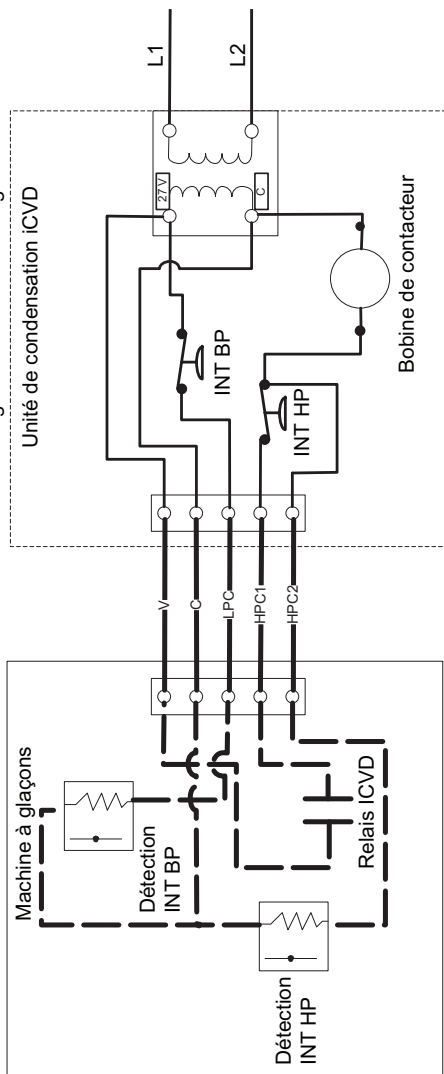 Machine à glaçons
Unité de condensation iCVD
Détection
INT BP
V
27 V
L1
C
LPC
INT BP
L2
HPC1
C
Détection
INT HP
HPC2
INT HP
Relais ICVD
Bobine de contacteur